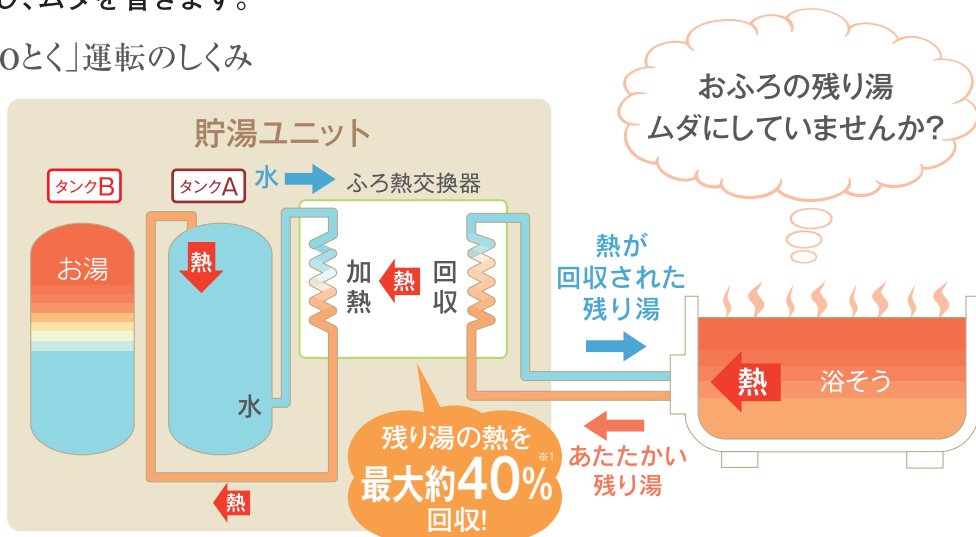 、ムダを省きます。
oとく」運転のしくみ
おふろの残り湯
ムダにしていませんか?
貯湯ユニット
タンクB
タンクA
水
ふろ熱交換器
お湯
熱
加熱
熱
回収
水
熱
熱が
回収された
残り湯
熱
浴そう
あたたかい
残り湯
残り湯の熱を
最大約40%※1
回収!